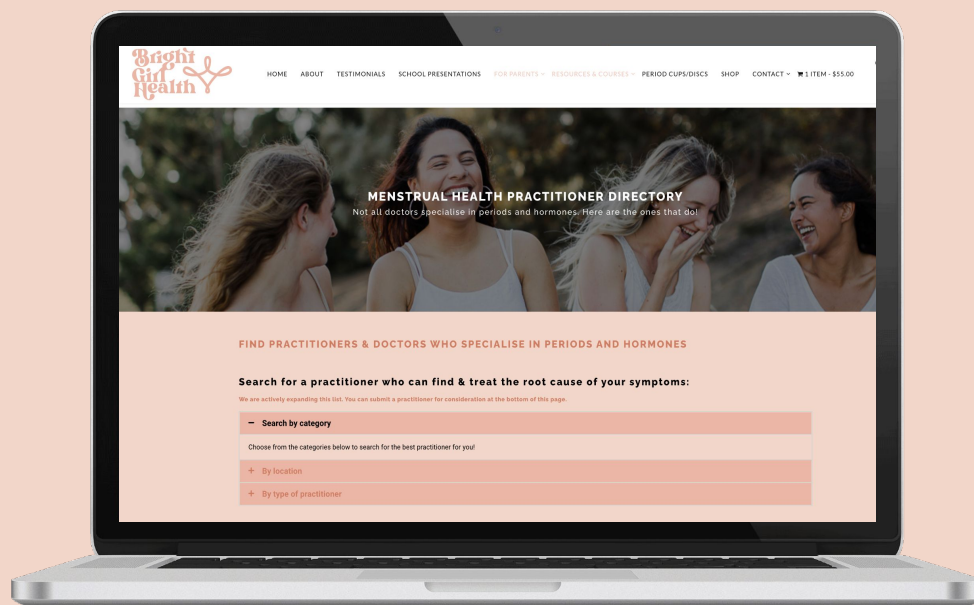 Bright
Girl
Health
HOME ABOUT TESTIMONIALS SCHOOL PRESENTATIONS FOR PARENTS RESOURCES & COURSES PERIOD CUPS/DISCS SHOP CONTACT 1 ITEM - $55.00
MENSTRUAL HEALTH PRACTITIONER DIRECTORY
Not all doctors specialise in periods and hormones. Here are the ones that do!
FIND PRACTITIONERS & DOCTORS WHO SPECIALISE IN PERIODS AND HORMONES
Search for a practitioner who can find & treat the root cause of your symptoms:
We are actively expanding this list. You can submit a practitioner for consideration at the bottom of this page.
− Search by category
Choose from the categories below to search for the best practitioner for you!
+ By location
+ By type of practitioner